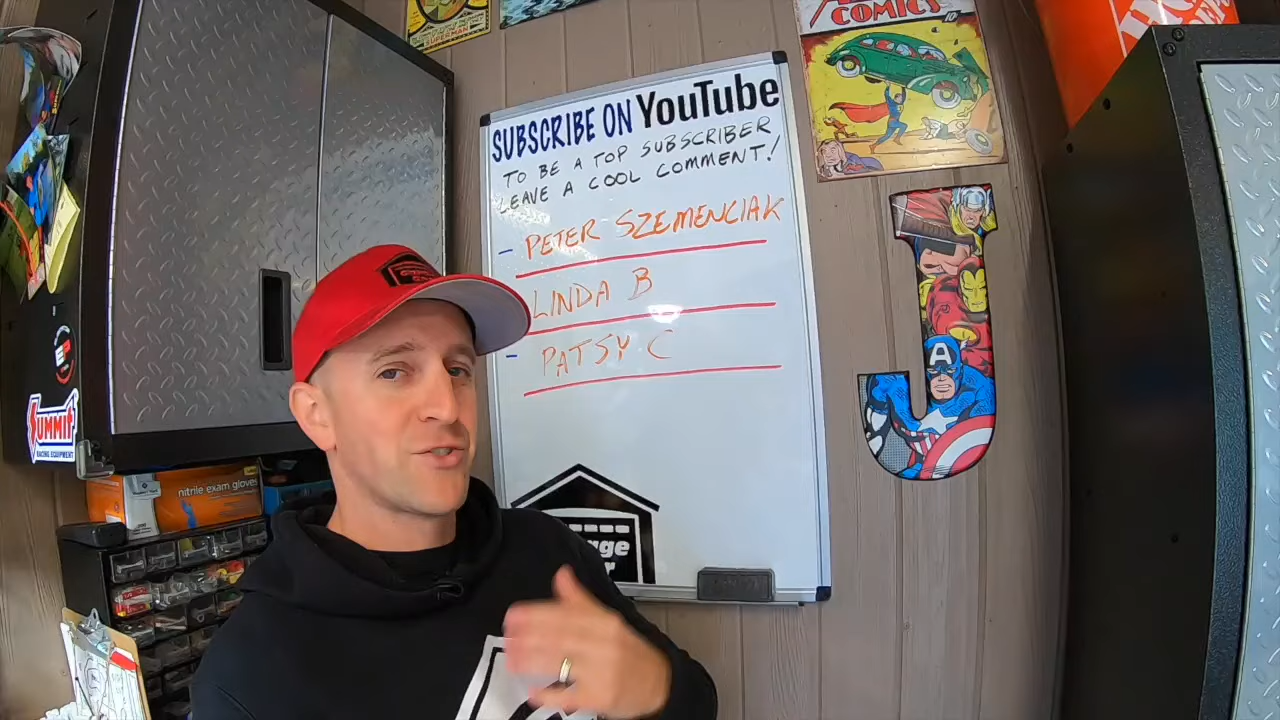 COMICS
SUBSCRIBE ON YouTube
TO BE A TOP SUBSCRIBER
LEAVE A COOL COMMENT!
- PETER SZEMENCIAK
LINDA B
- PATSY C
A
SUMMIT
RACING EQUIPMENT
nitrile exam gloves